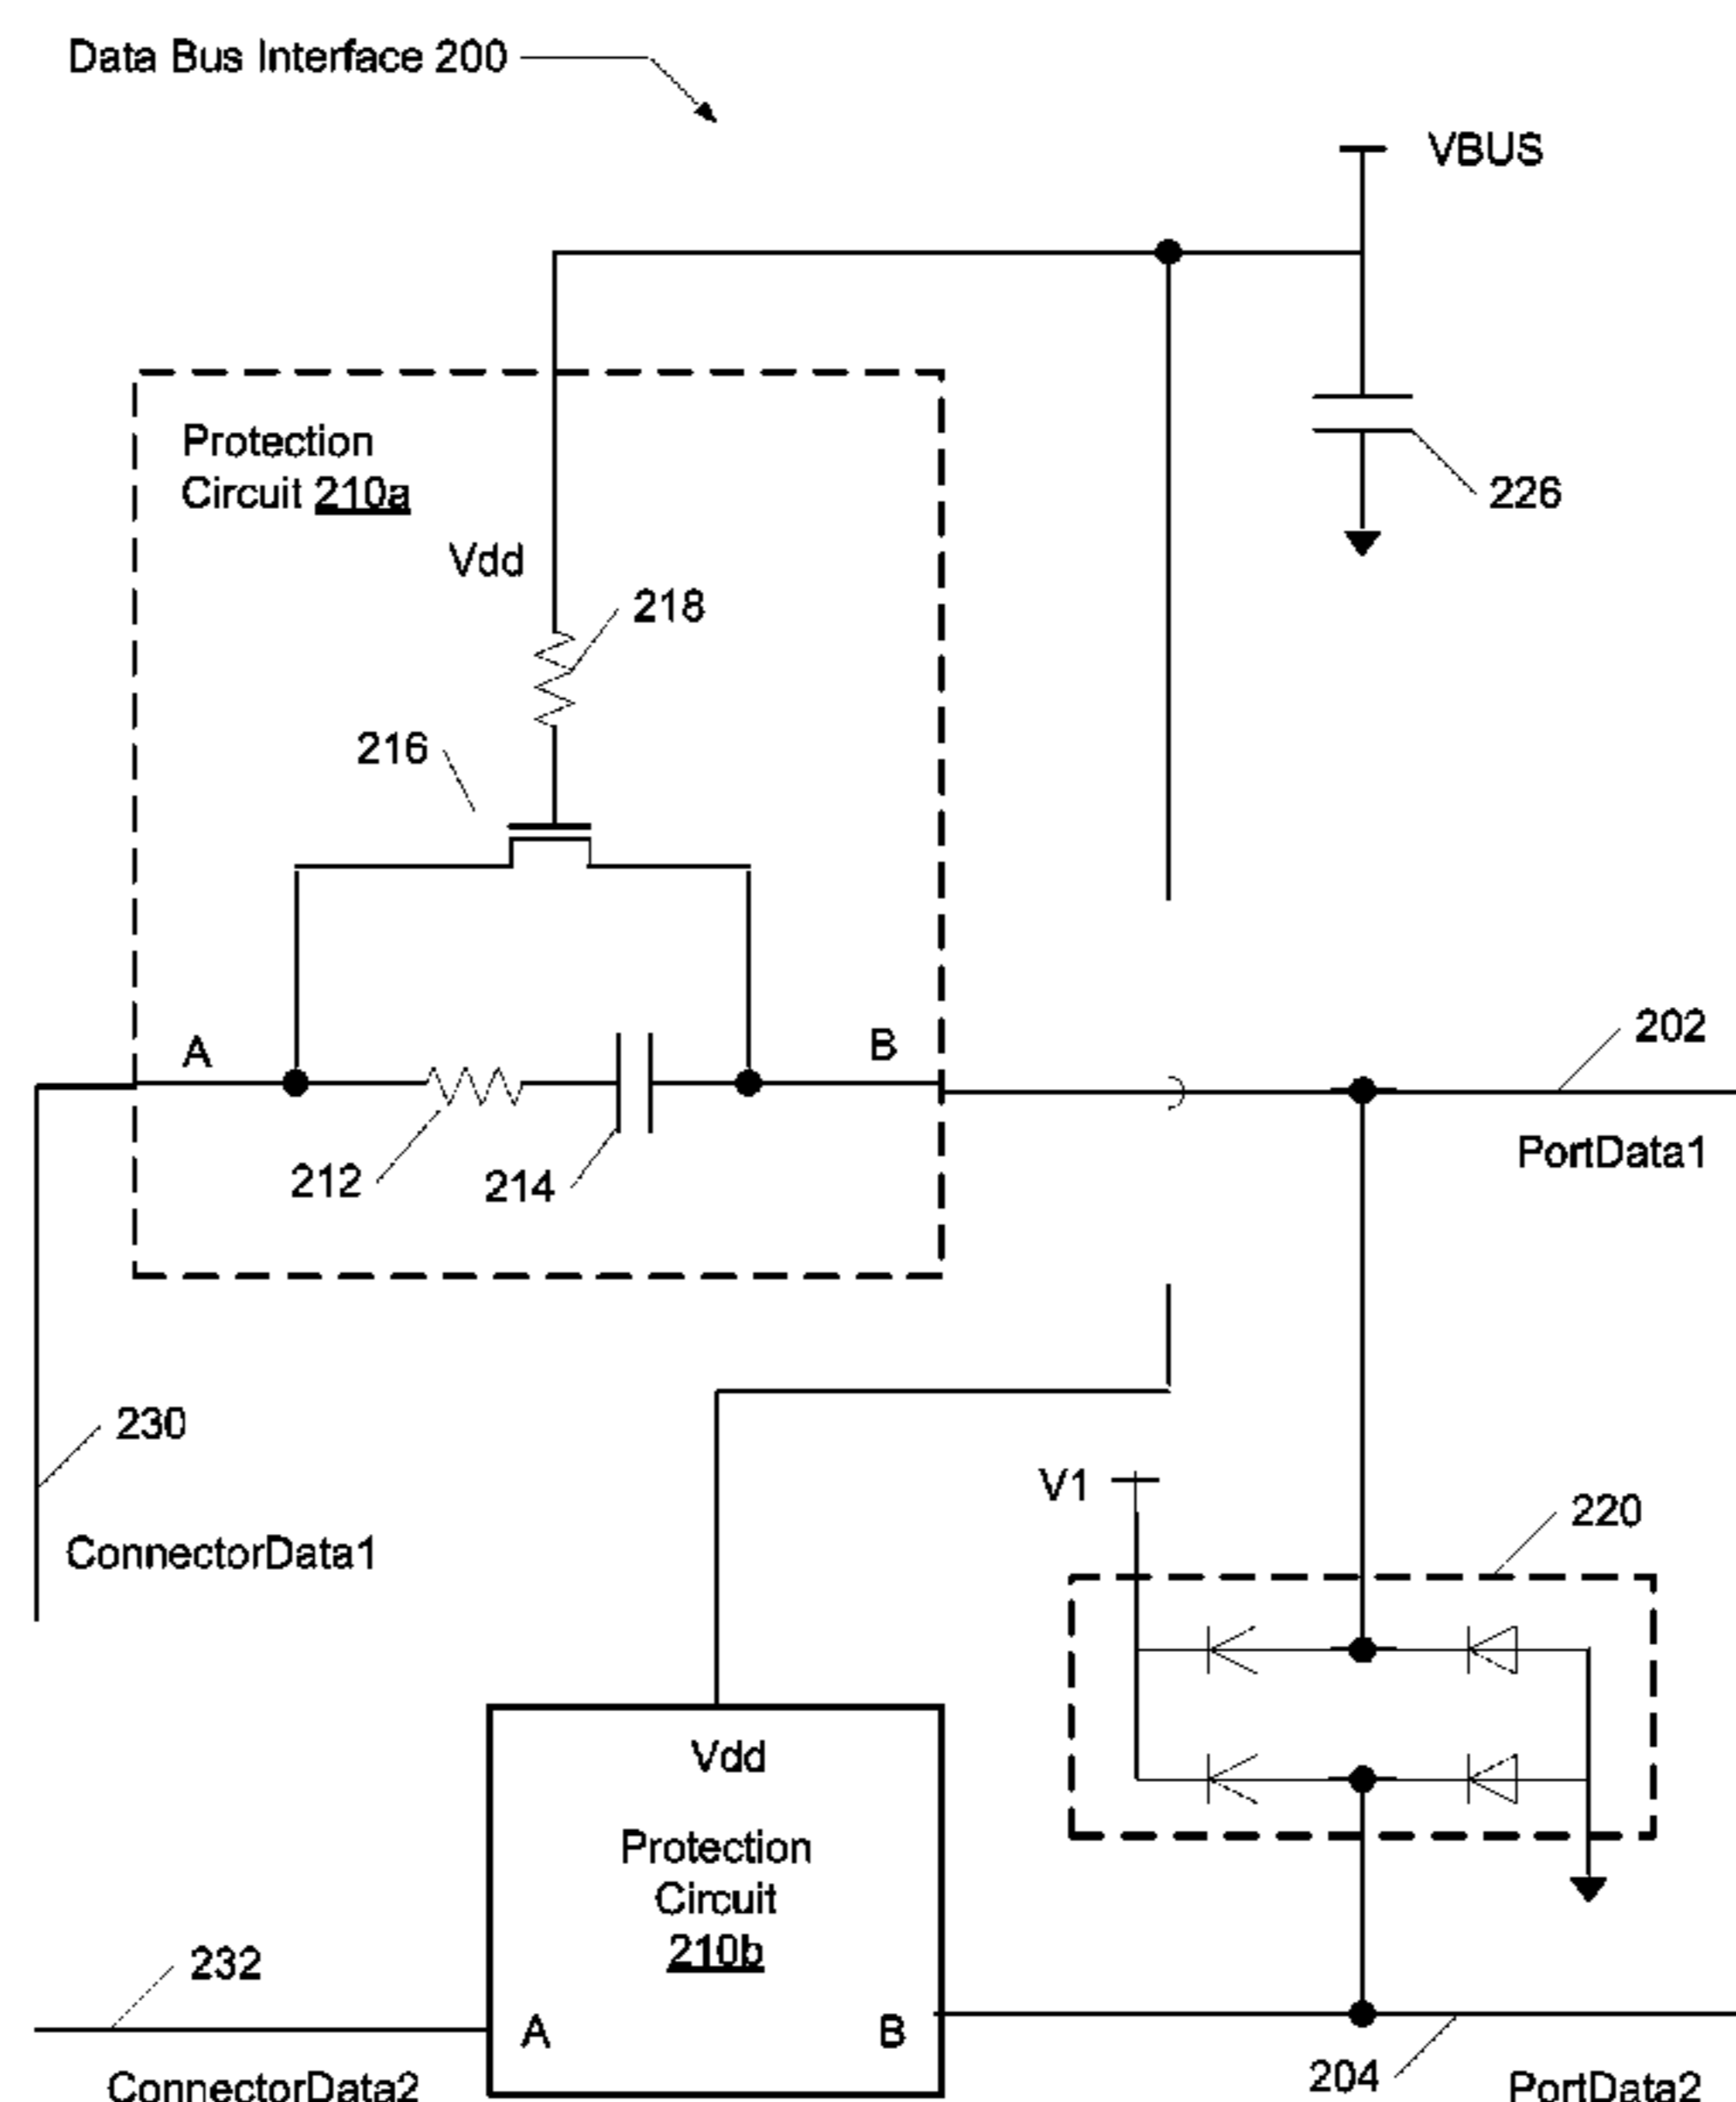 Data Bus Interface 200
VBUS
Protection
Circuit 210a
226
Vdd
218
216
202
A
B
PortData1
212
214
230
V1
220
ConnectorData1
Vdd
Protection
Circuit
210b
232
A
B
204
ConnectorData2
PortData2